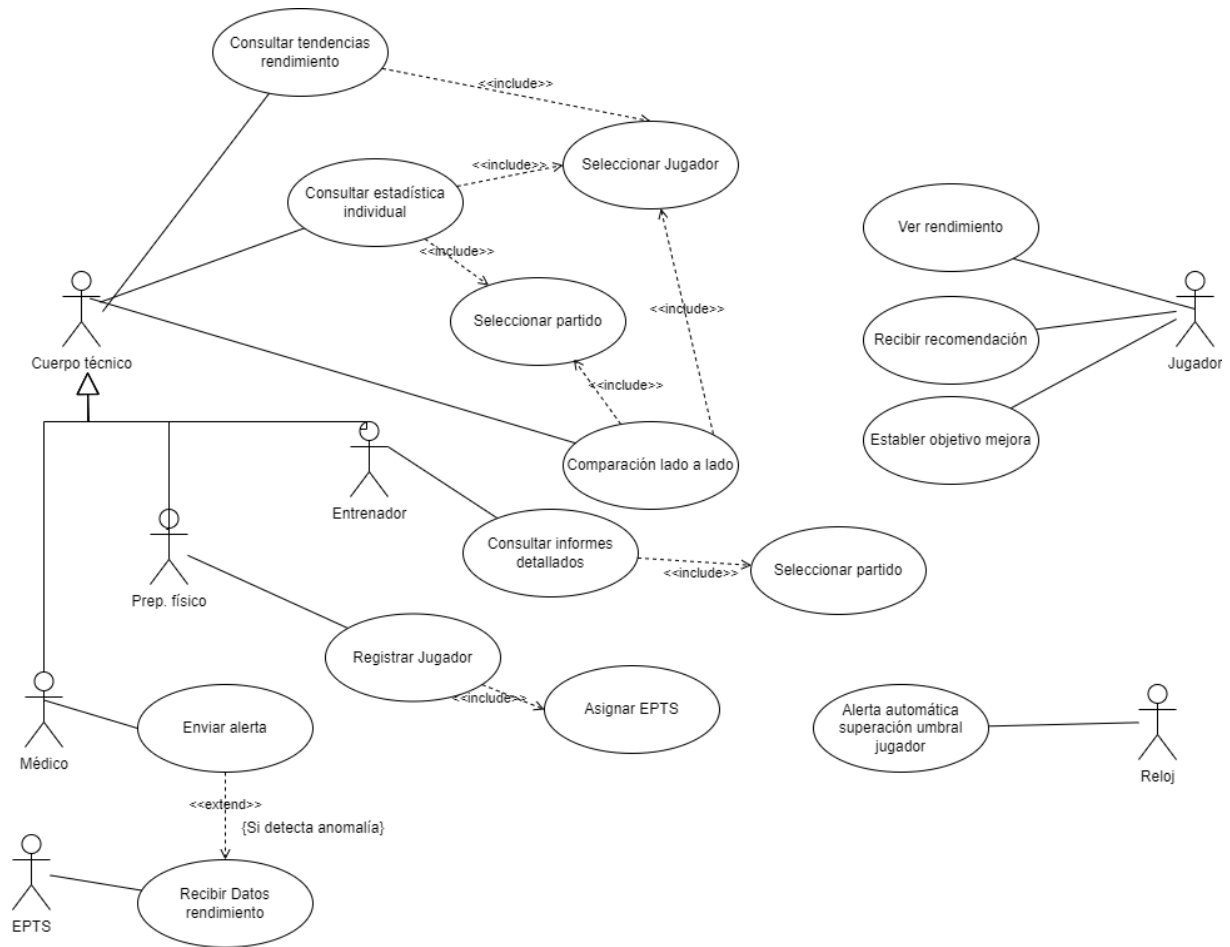 Consultar tendencias
rendimiento
<<include>>
Seleccionar Jugador
<<include>>
Consultar estadística
individual
Ver rendimiento
<<include>>
Seleccionar partido
<<include>>
Recibir recomendación
Cuerpo técnico
Jugador
<<include>>
Establer objetivo mejora
Comparación lado a lado
Entrenador
Consultar informes
detallados
<<include>>
Seleccionar partido
Prep. físico
Registrar Jugador
<<include>>
Asignar EPTS
Enviar alerta
Alerta automática
superación umbral
jugador
Médico
Reloj
<<extend>>
{Si detecta anomalía}
Recibir Datos
rendimiento
EPTS